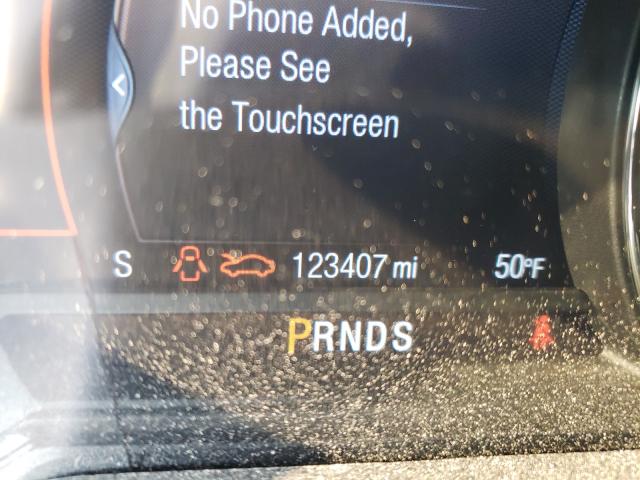 No Phone Added,
Please See
the Touchscreen
S 123407 mi 50°F
PRNDS